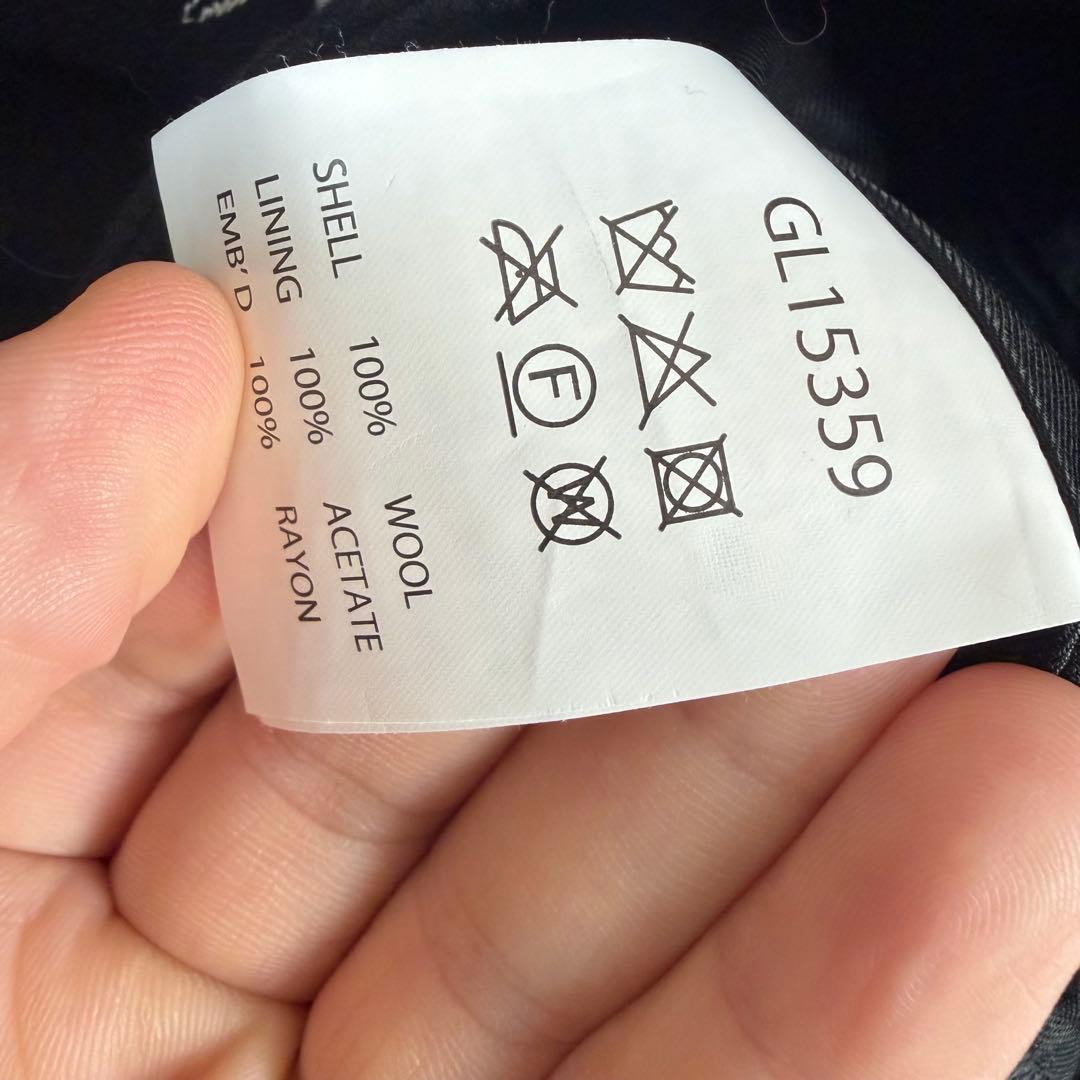 GL15359
F
W
SHELL 100% WOOL
LINING 100% ACETATE
EMB' D 100% RAYON